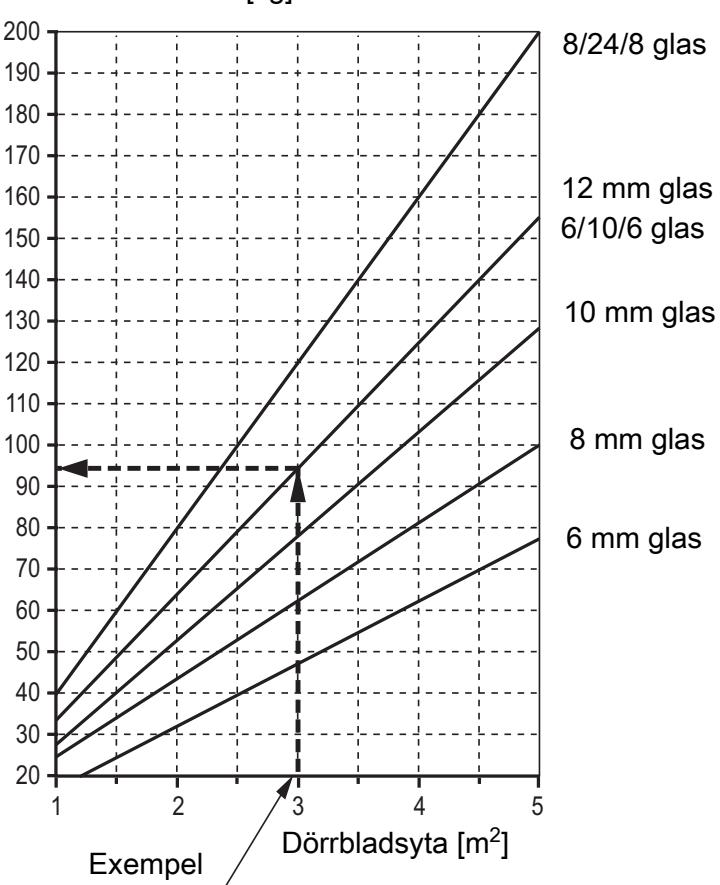 200
190
180
170
160
150
140
130
120
110
100
90
80
70
60
50
40
30
20
1 2 3 4 5
8/24/8 glas
12 mm glas
6/10/6 glas
10 mm glas
8 mm glas
6 mm glas
Dörrbladsyta [m²]
Exempel